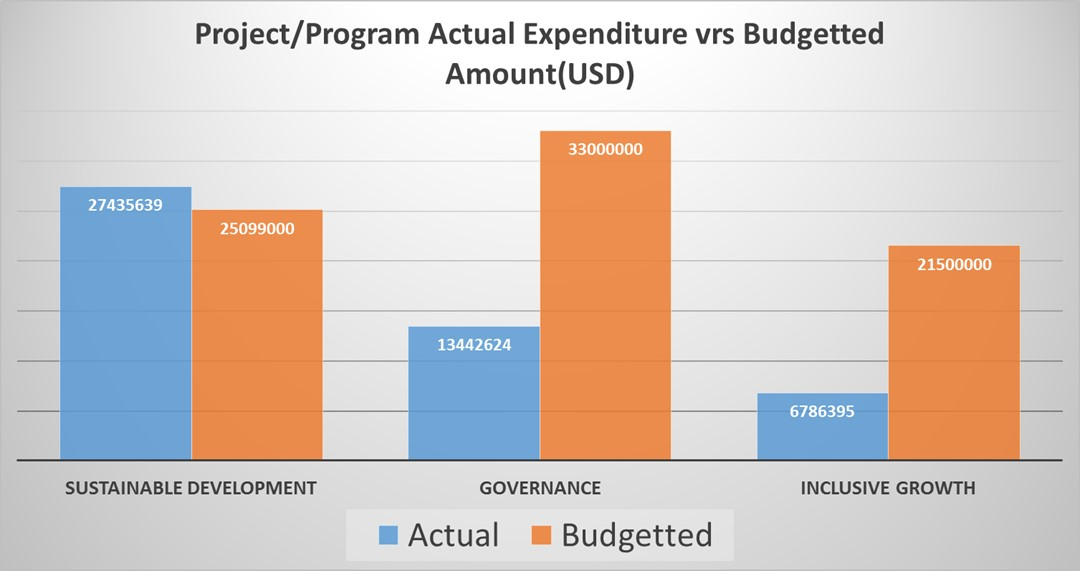 Project/Program Actual Expenditure vrs Budgetted
Amount(USD)
27435639
25099000
13442624
33000000
6786395
21500000
SUSTAINABLE DEVELOPMENT
GOVERNANCE
INCLUSIVE GROWTH
Actual
Budgetted